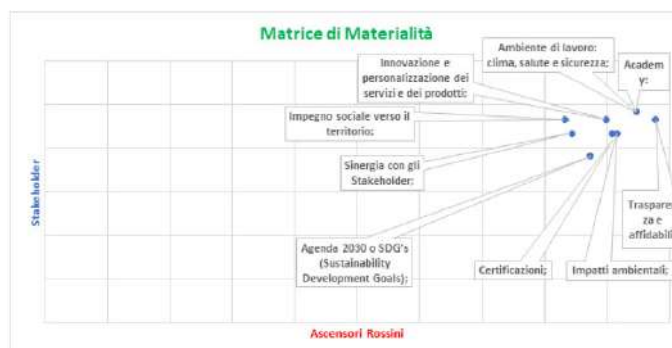 Matrice di Materialità
Ambiente di lavoro:
clima, salute e sicurezza;
Academ
y:
Innovazione e
personalizzazione dei
servizi e dei prodotti;
Impegno sociale verso il
territorio;
Sinergia con gli
Stakeholder;
Stakeholder
Trasparen
za e
affidabili
Agenda 2030 o SDG's
(Sustainability
Development Goals);
Certificazioni;
Impatti ambientali;
Ascensori Rossini